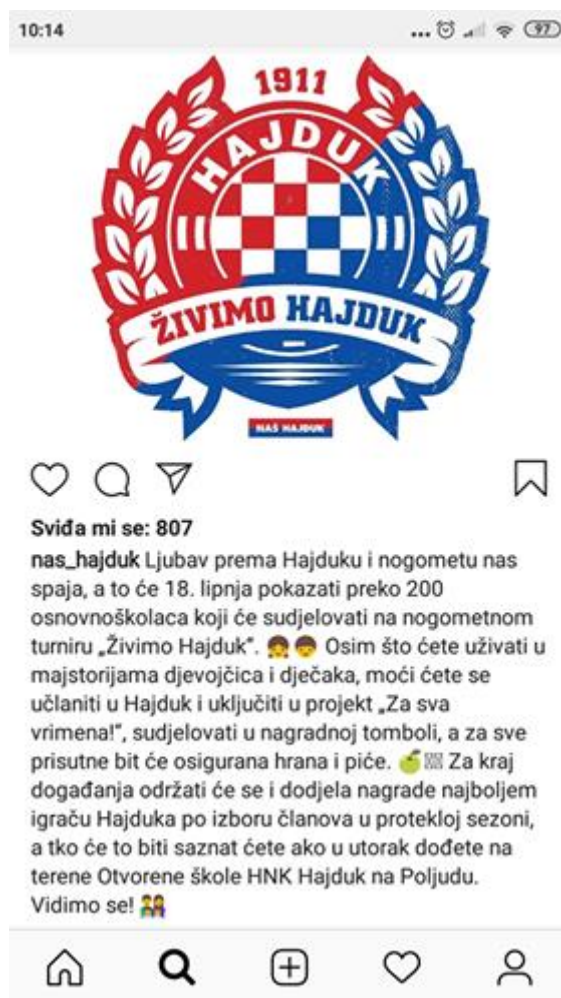 10:14
97
1911
HAJDUK
ŽIVIMO HAJDUK
NAŠ HAJDUK
Sviđa mi se: 807
nas_hajduk Ljubav prema Hajduku i nogometu nas
spaja, a to će 18. lipnja pokazati preko 200
osnovnoškolaca koji će sudjelovati na nogometnom
turniru „Živimo Hajduk“. 👧👦 Osim što ćete uživati u
majstorijama djevojčica i dječaka, moći ćete se
učlaniti u Hajduk i uključiti u projekt „Za sva
vrimena!“, sudjelovati u nagradnoj tomboli, a za sve
prisutne bit će osigurana hrana i piće. 🍏 Za kraj
događanja održati će se i dodjela nagrade najboljem
igraču Hajduka po izboru članova u protekloj sezoni,
a tko će to biti saznat ćete ako u utorak dođete na
terene Otvorene škole HNK Hajduk na Poljudu.
Vidimo se! 👫